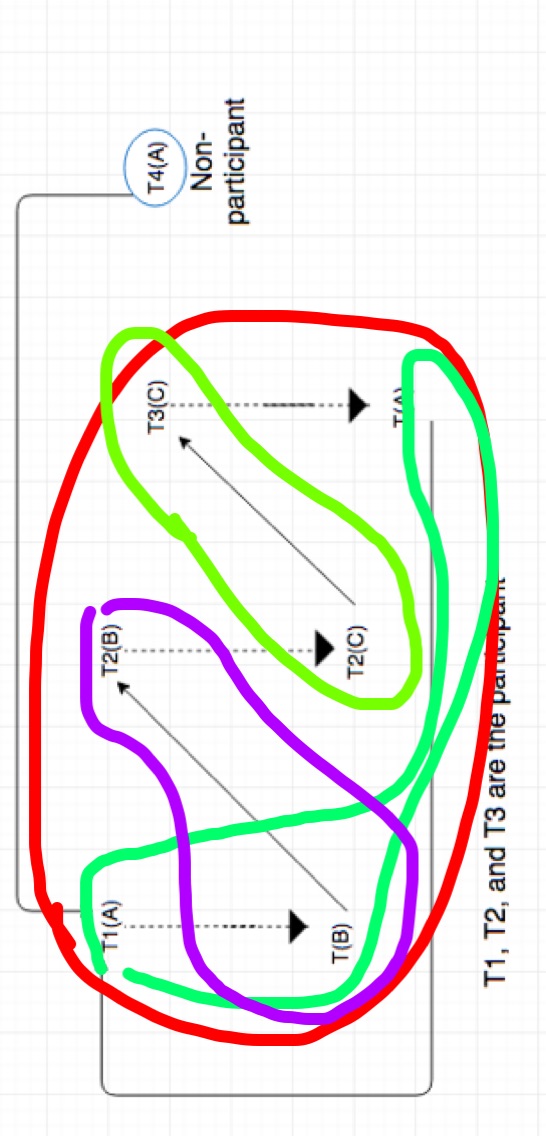 T1(A)
T2(B)
T3(C)
T4(A)
Non-
participant
T(B)
T2(C)
T(A)
T1, T2, and T3 are the participant